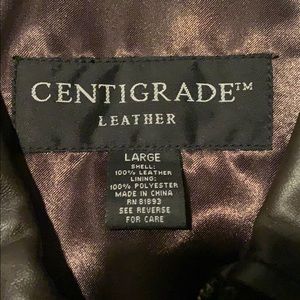 CENTIGRADE™
LEATHER
LARGE
SHELL:
100% LEATHER
LINING:
100% POLYESTER
MADE IN CHINA
RN 81893
SEE REVERSE
FOR CARE